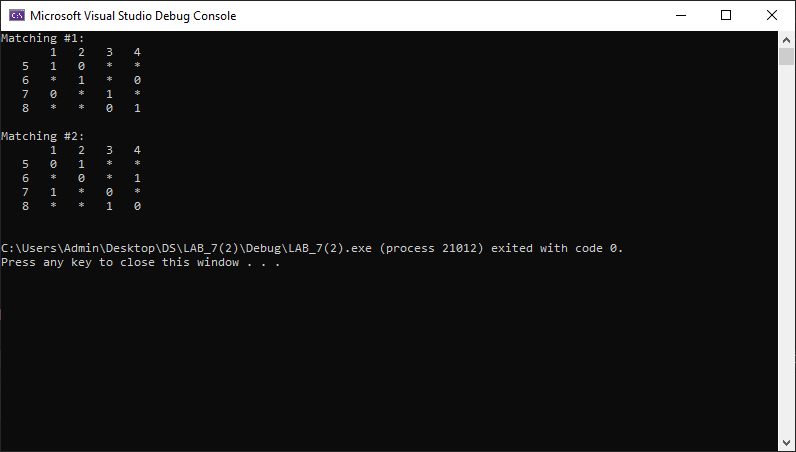 Microsoft Visual Studio Debug Console
Matching #1:
1 2 3 4
5 1 0 * *
6 * 1 * 0
7 0 * 1 *
8 * * 0 1
Matching #2:
1 2 3 4
5 0 1 * *
6 * 0 * 1
7 1 * 0 *
8 * * 1 0
C:\Users\Admin\Desktop\DS\LAB_7(2)\Debug\LAB_7(2).exe (process 21012) exited with code 0.
Press any key to close this window . . .